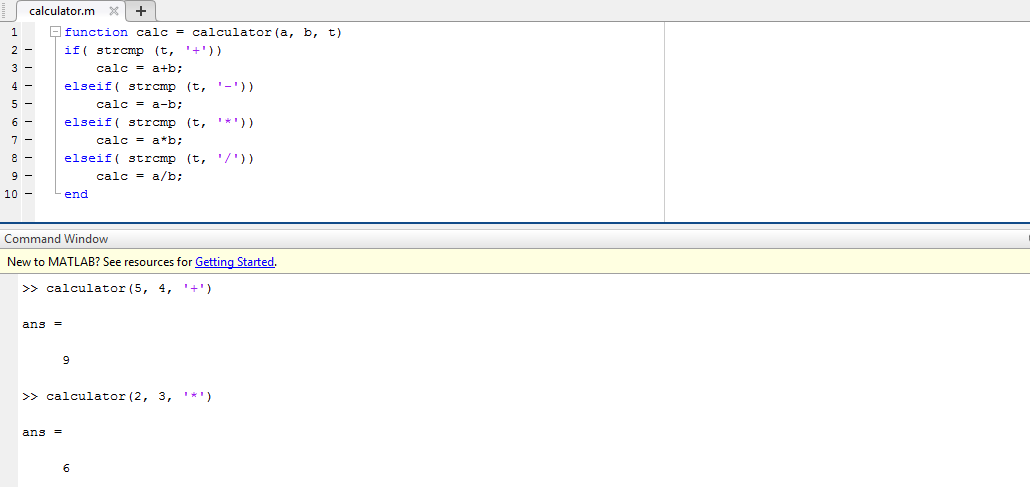 calculator.m × +
1 function calc = calculator(a, b, t)
2 – if( strcmp (t, '+'))
3 – calc = a+b;
4 – elseif( strcmp (t, '-'))
5 – calc = a-b;
6 – elseif( strcmp (t, '*'))
7 – calc = a*b;
8 – elseif( strcmp (t, '/'))
9 – calc = a/b;
10 – end
Command Window
New to MATLAB? See resources for Getting Started.
>> calculator(5, 4, '+')
ans =
9
>> calculator(2, 3, '*')
ans =
6